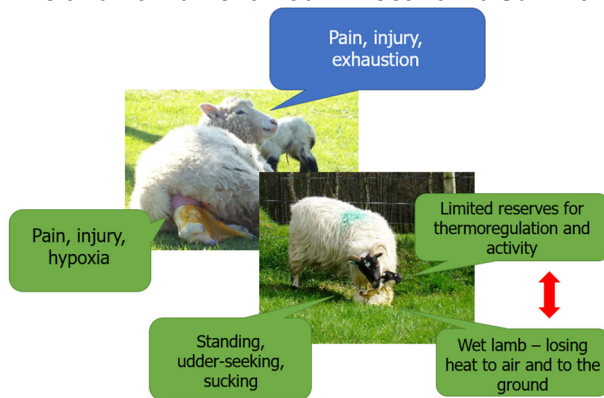 Pain, injury,
exhaustion
Pain, injury,
hypoxia
Limited reserves for
thermoregulation and
activity
Standing,
udder-seeking,
sucking
Wet lamb – losing
heat to air and to the
ground